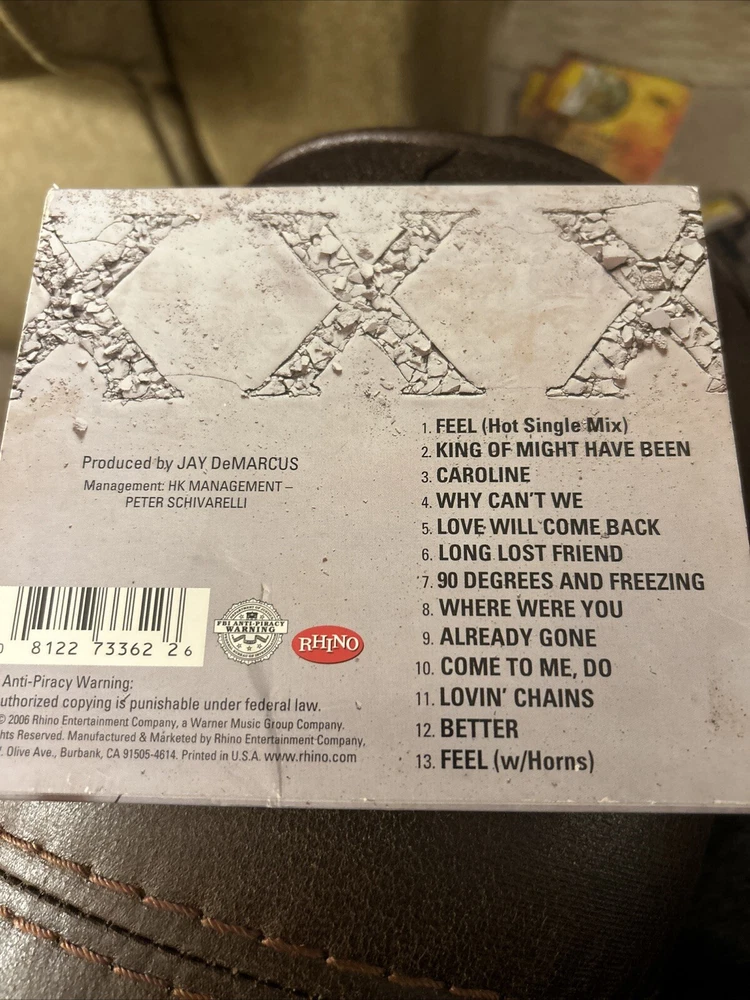 XXX
Produced by JAY DeMARCUS
Management: HK MANAGEMENT –
PETER SCHIVARELLI
1. FEEL (Hot Single Mix)
2. KING OF MIGHT HAVE BEEN
3. CAROLINE
4. WHY CAN'T WE
5. LOVE WILL COME BACK
6. LONG LOST FRIEND
7. 90 DEGREES AND FREEZING
8. WHERE WERE YOU
9. ALREADY GONE
10. COME TO ME, DO
11. LOVIN' CHAINS
12. BETTER
13. FEEL (w/Horns)
8122 73362 2 6
FBI ANTI-PIRACY
WARNING
RHINO
Anti-Piracy Warning:
uthorized copying is punishable under federal law.
© 2006 Rhino Entertainment Company, a Warner Music Group Company.
hts Reserved. Manufactured & Marketed by Rhino Entertainment Company,
. Olive Ave., Burbank, CA 91505-4614. Printed in U.S.A. www.rhino.com